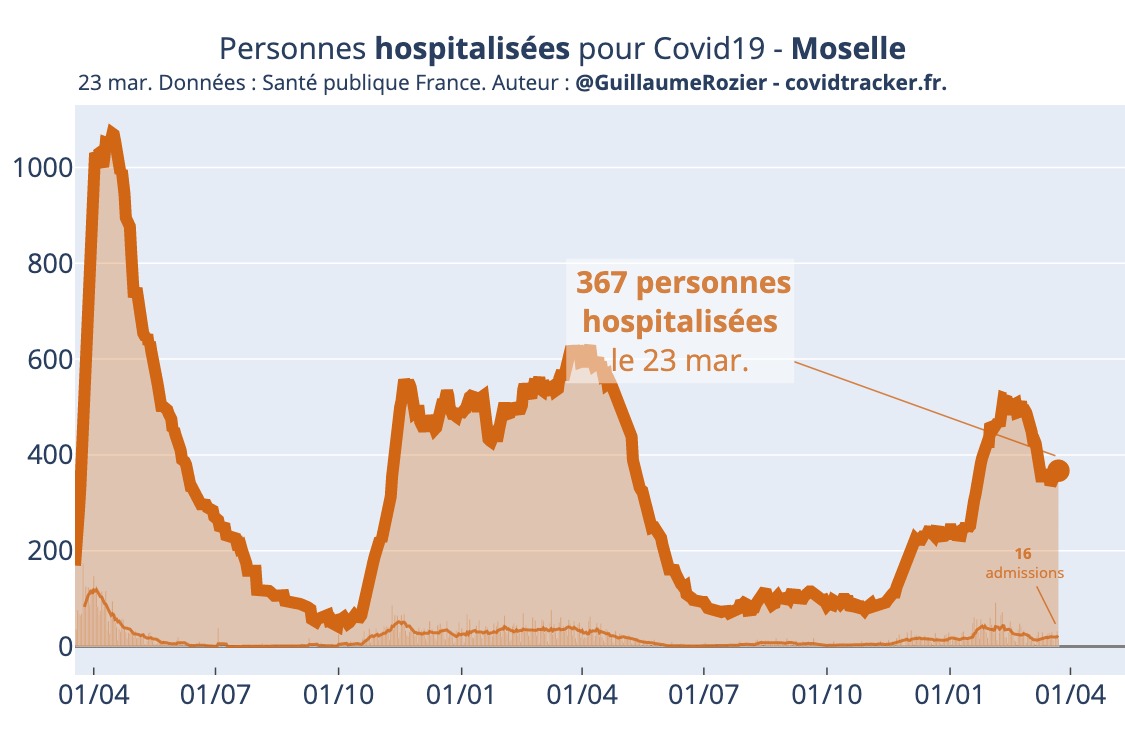 Personnes hospitalisées pour Covid19 - Moselle
23 mar. Données : Santé publique France. Auteur : @GuillaumeRozier - covidtracker.fr.
1000
800
367 personnes
hospitalisées
600
le 23 mar.
400
200
16
admissions
0
01/04 01/07 01/10 01/01 01/04 01/07 01/10 01/01 01/04